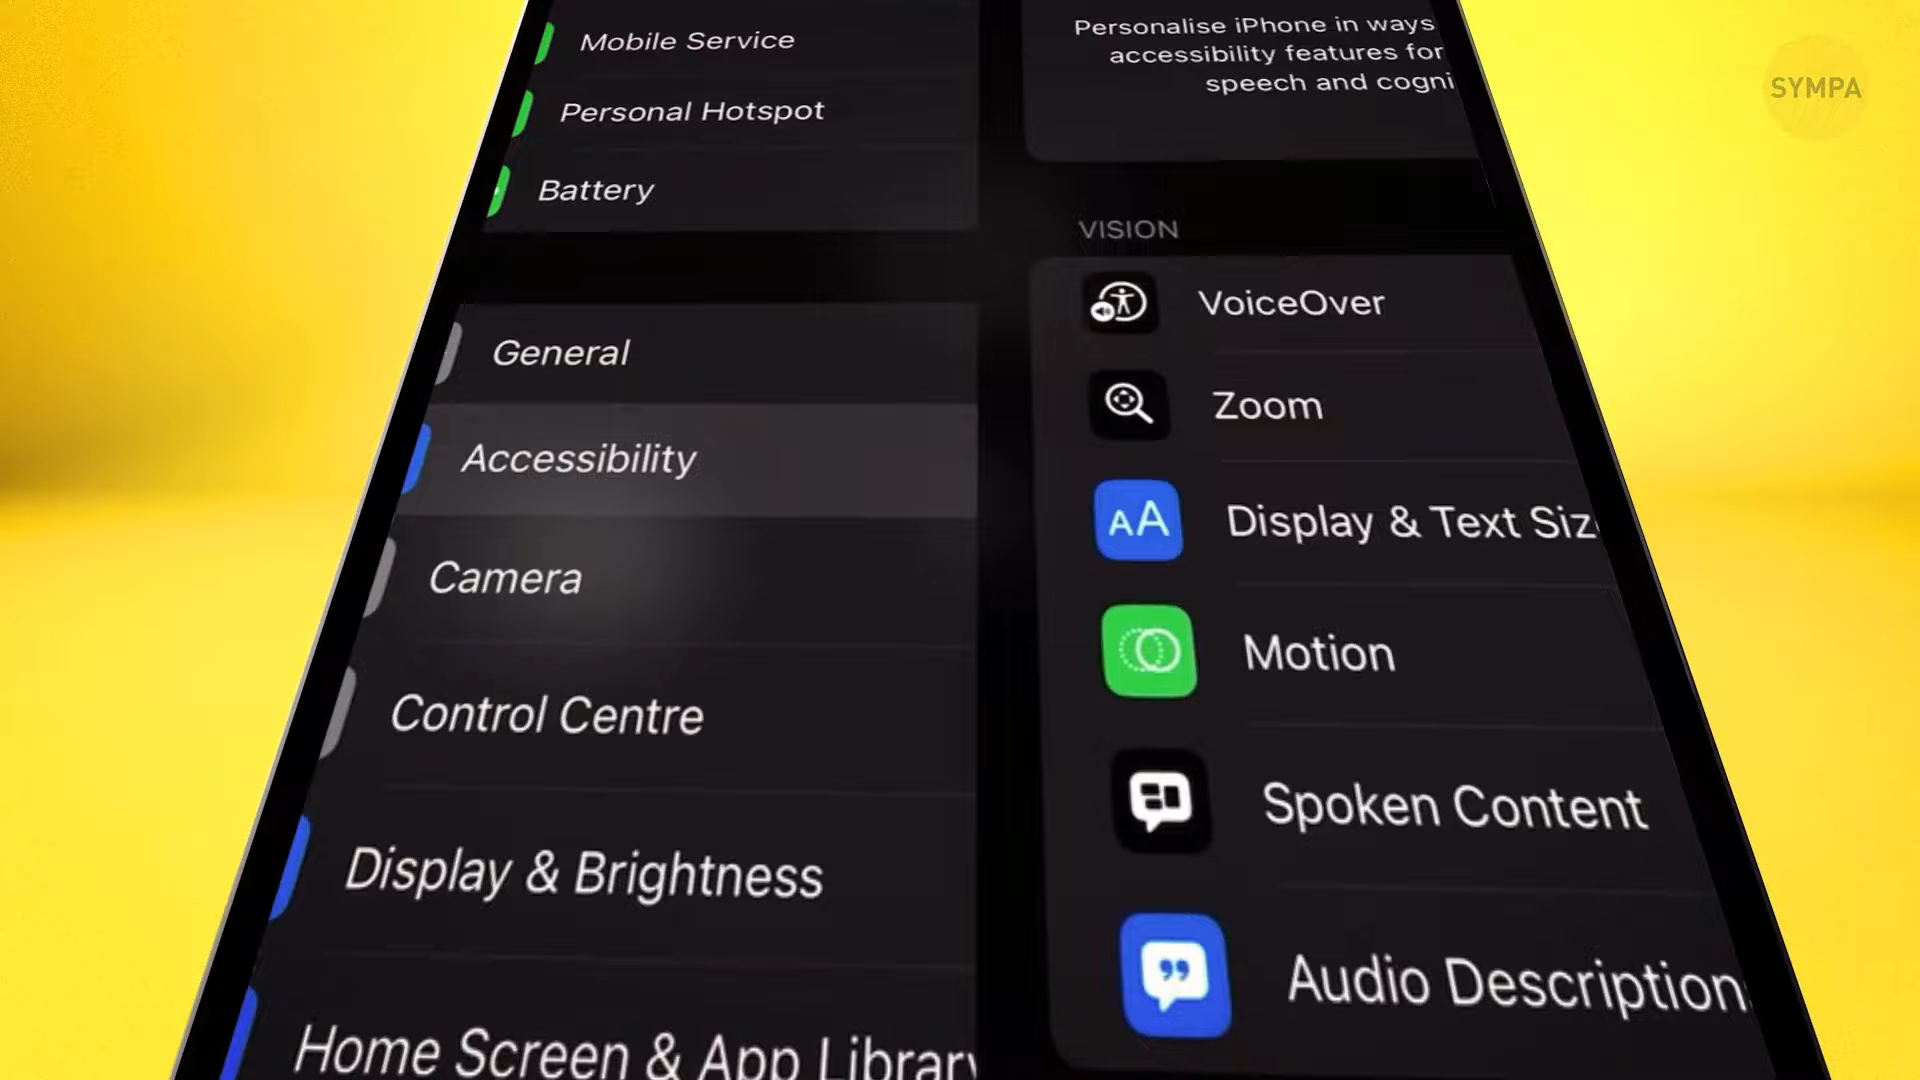 Mobile Service
Personal Hotspot
Battery
General
Accessibility
Camera
Control Centre
Display & Brightness
Home Screen & App Library
Personalise iPhone in ways
accessibility features for
speech and cogni
VISION
VoiceOver
Zoom
Display & Text Siz
Motion
Spoken Content
Audio Description
SYMPA